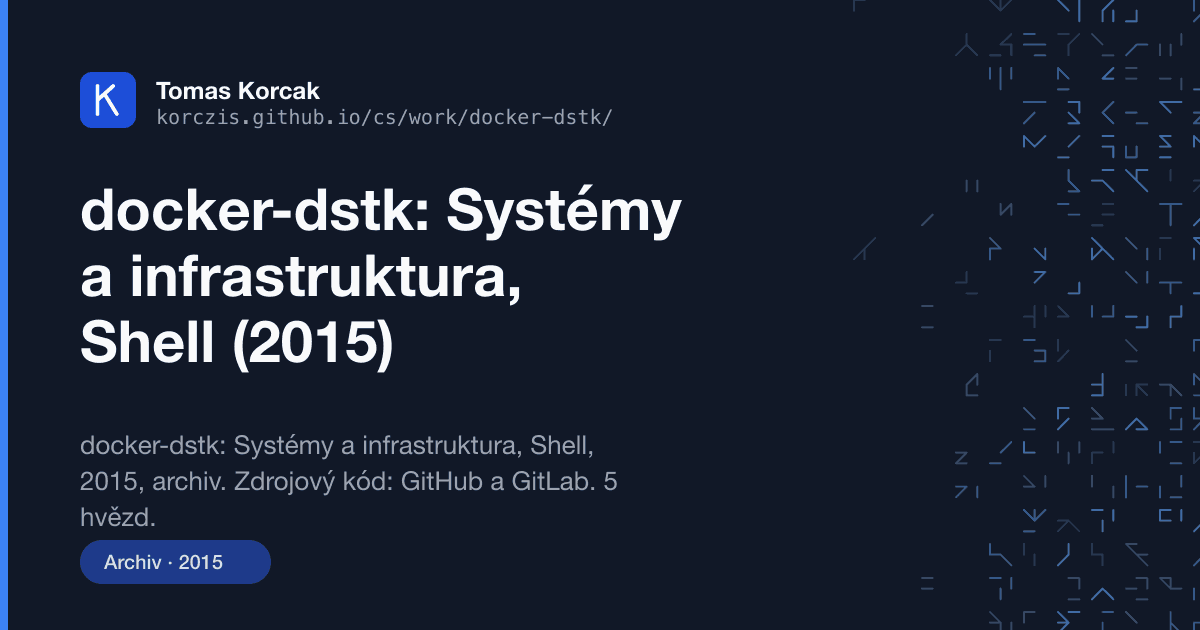 K
Tomas Korcak
korczis.github.io/cs/work/docker-dstk/
docker-dstk: Systémy
a infrastruktura,
Shell (2015)
docker-dstk: Systémy a infrastruktura, Shell,
2015, archiv. Zdrojový kód: GitHub a GitLab. 5
hvězd.
Archiv · 2015